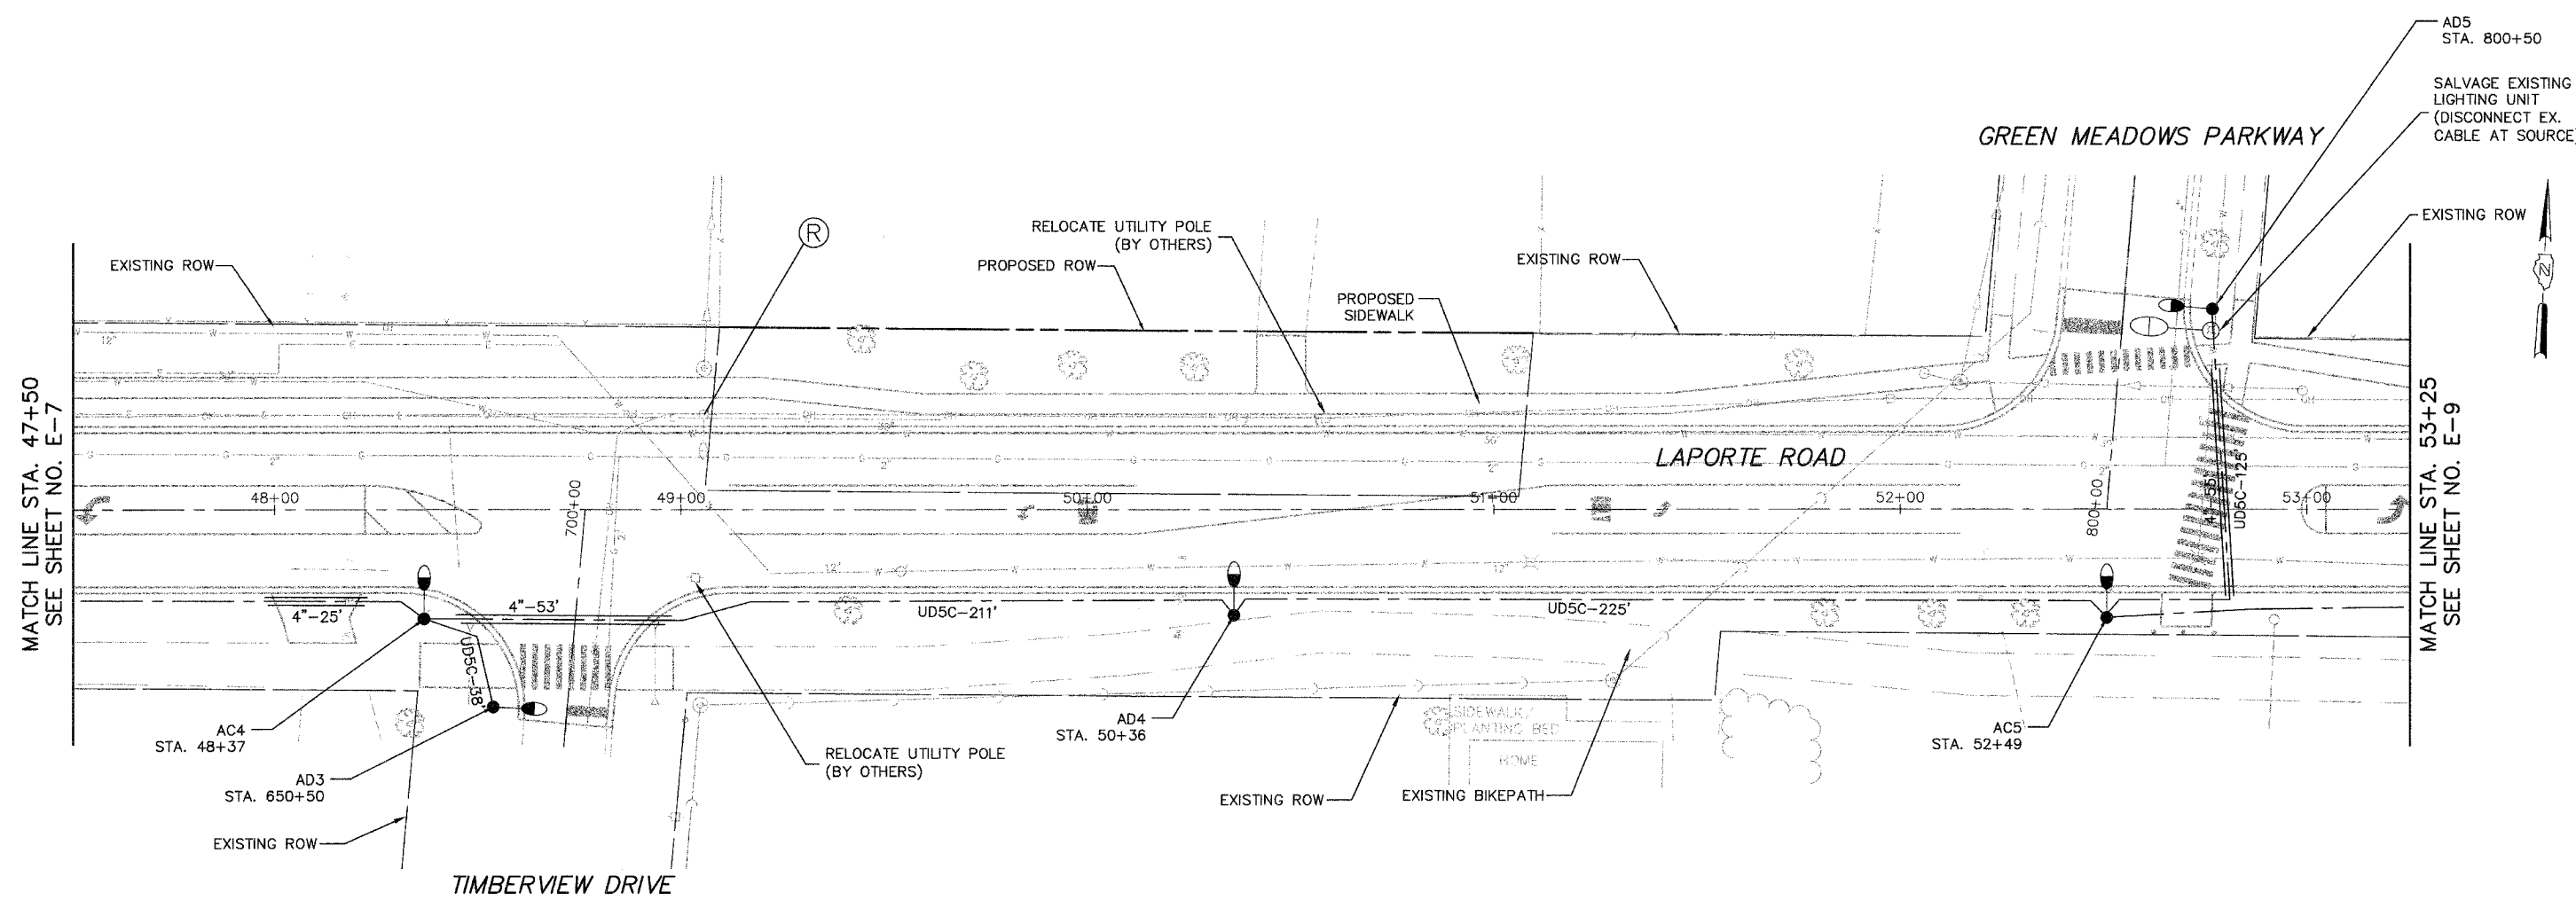 AD5
STA. 800+50
SALVAGE EXISTING
LIGHTING UNIT
(DISCONNECT EX.
CABLE AT SOURCE)
GREEN MEADOWS PARKWAY
EXISTING ROW
R
RELOCATE UTILITY POLE
(BY OTHERS)
PROPOSED ROW
EXISTING ROW
EXISTING ROW
PROPOSED
SIDEWALK
MATCH LINE STA. 47+50
SEE SHEET NO. E-7
MATCH LINE STA. 53+25
SEE SHEET NO. E-9
LAPORTE ROAD
48+00
700+00
49+00
50+00
51+00
52+00
800+00
53+00
UD5C-125'
4"-25'
4"-53'
UD5C-38'
UD5C-211'
UD5C-225'
AC4
STA. 48+37
AD3
STA. 650+50
EXISTING ROW
TIMBERVIEW DRIVE
RELOCATE UTILITY POLE
(BY OTHERS)
AD4
STA. 50+36
EXISTING ROW
EXISTING BIKEPATH
SIDEWALK/
PLANTING BED
HOME
AC5
STA. 52+49